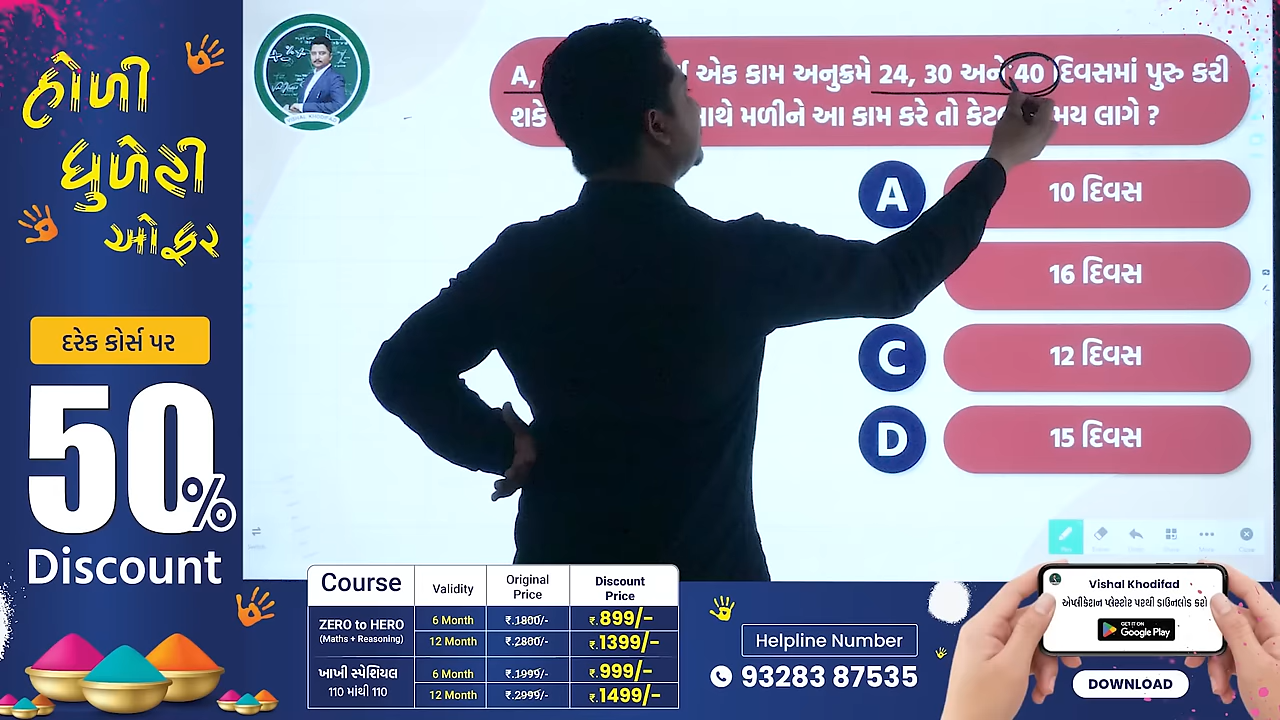 હોળી
ધુળેટી
ઓફર
દરેક કોર્સ પર
50%
Discount
VISHAL KHODIFAD
A, એક કામ અનુક્રમે 24, 30 અને 40 દિવસમાં પુરુ કરી
શકે સાથે મળીને આ કામ કરે તો સમય લાગે ?
A 10 દિવસ
16 દિવસ
C 12 દિવસ
D 15 દિવસ
Course Validity Original Price Discount Price
ZERO to HERO
(Maths + Reasoning)
6 Month ₹.1800/- ₹.899/-
12 Month ₹.2800/- ₹.1399/-
ખાખી સ્પેશિયલ
110 માંથી 110
6 Month ₹.1999/- ₹.999/-
12 Month ₹.2999/- ₹.1499/-
Helpline Number
93283 87535
Vishal Khodifad
એપ્લીકેશન પ્લેસ્ટોર પરથી ડાઉનલોડ કરો
GET IT ON
Google Play
DOWNLOAD